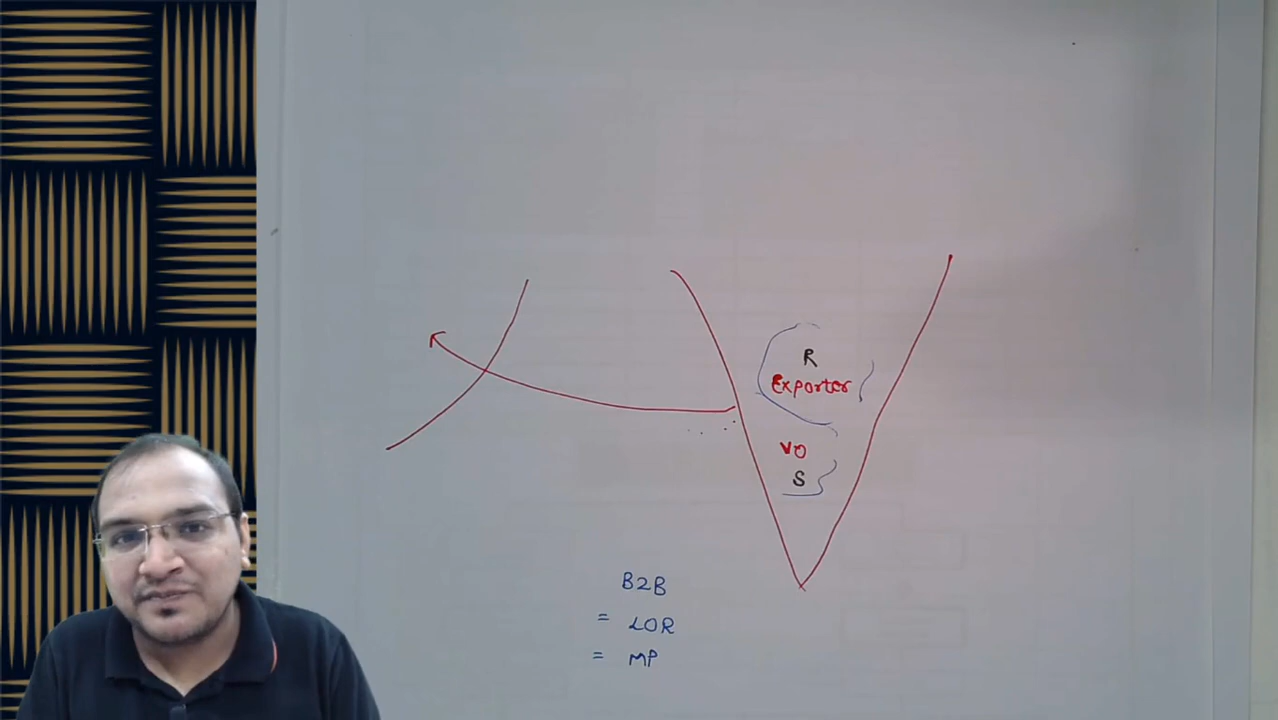 R
Exporter
VO
S
B2B
= LOR
= MP